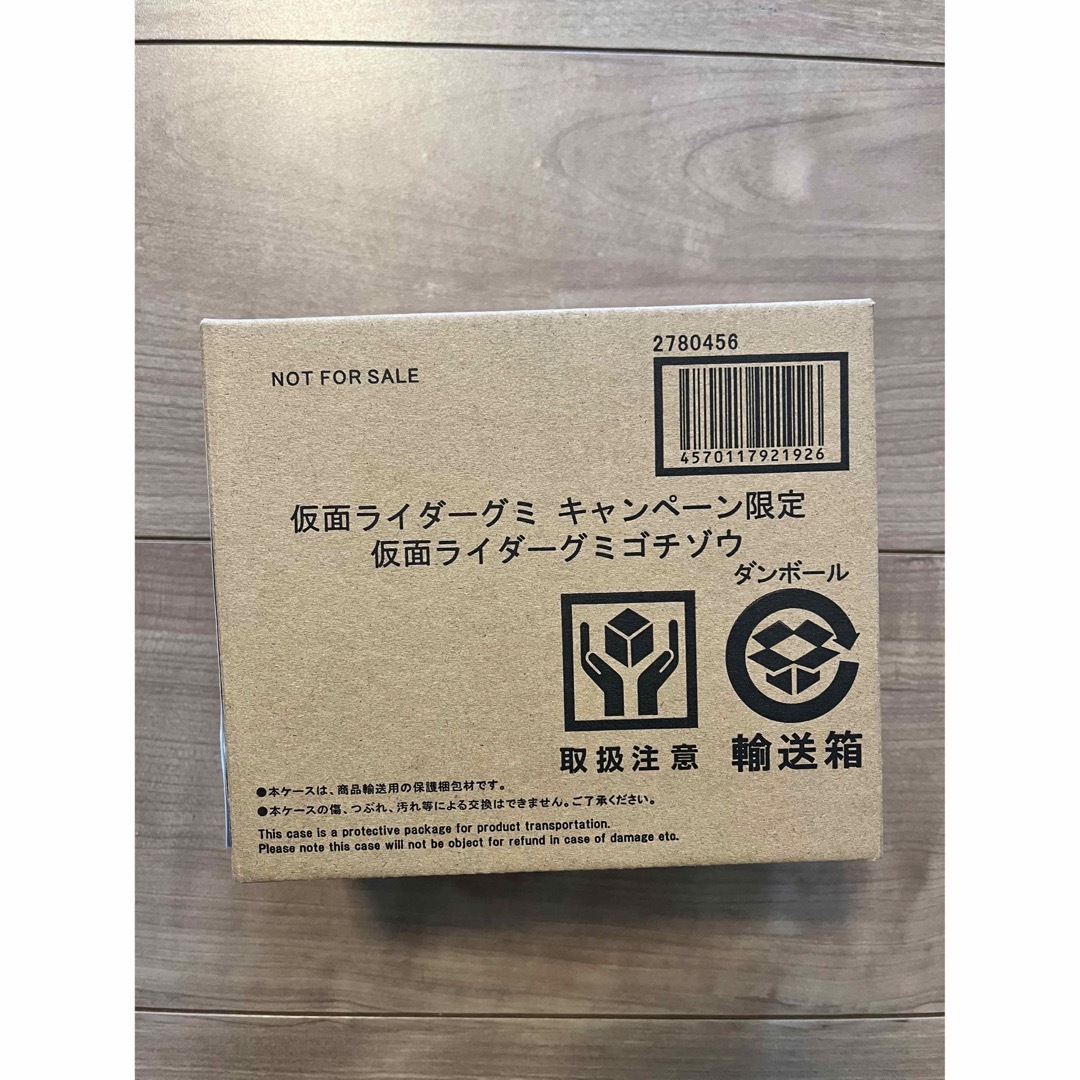 2780456
NOT FOR SALE
4570117921926
仮面ライダーグミ キャンペーン限定
仮面ライダーグミゴチゾウ
ダンボール
取扱注意
輸送箱
●本ケースは、商品輸送用の保護梱包材です。
●本ケースの傷、つぶれ、汚れ等による交換はできません。ご了承ください。
This case is a protective package for product transportation.
Please note this case will not be object for refund in case of damage etc.